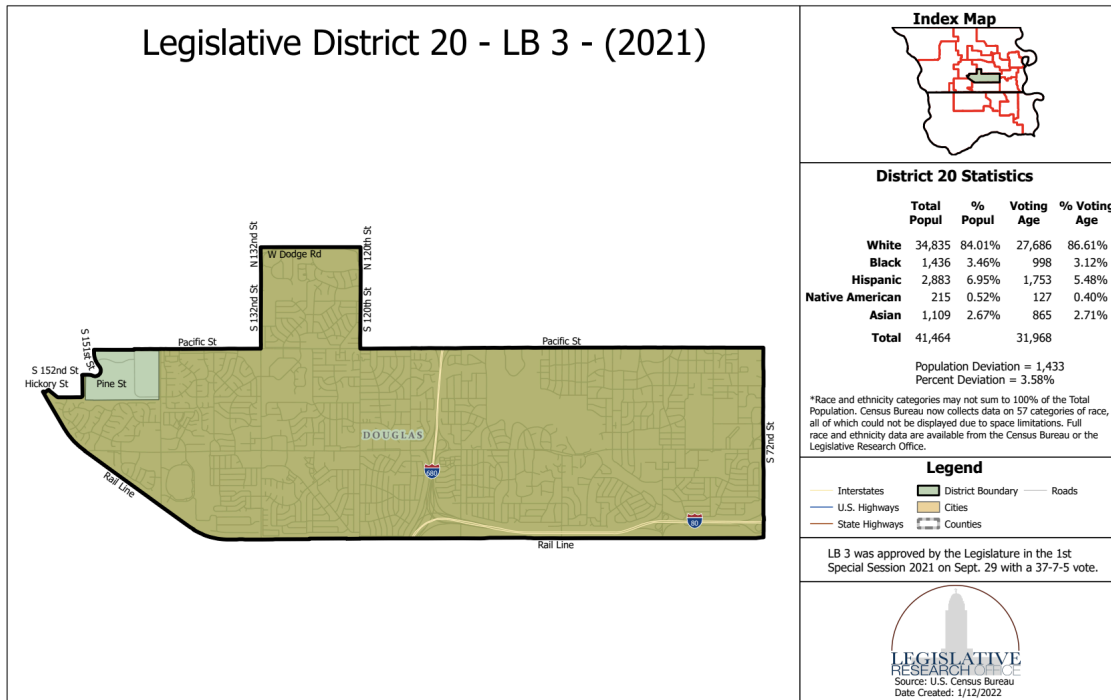 Legislative District 20 - LB 3 - (2021)
N 132nd St
N 120th St
W Dodge Rd
S 132nd St
S 120th St
Pacific St
Pacific St
S 151st St
S 152nd St
Hickory St
Pine St
DOUGLAS
S 72nd St
680
80
Rail Line
Rail Line
Index Map
District 20 Statistics
Total Popul % Popul Voting Age % Voting Age
White 34,835 84.01% 27,686 86.61%
Black 1,436 3.46% 998 3.12%
Hispanic 2,883 6.95% 1,753 5.48%
Native American 215 0.52% 127 0.40%
Asian 1,109 2.67% 865 2.71%
Total 41,464 31,968
Population Deviation = 1,433
Percent Deviation = 3.58%
*Race and ethnicity categories may not sum to 100% of the Total
Population. Census Bureau now collects data on 57 categories of race,
all of which could not be displayed due to space limitations. Full
race and ethnicity data are available from the Census Bureau or the
Legislative Research Office.
Legend
Interstates District Boundary Roads
U.S. Highways Cities
State Highways Counties
LB 3 was approved by the Legislature in the 1st
Special Session 2021 on Sept. 29 with a 37-7-5 vote.
LEGISLATIVE
RESEARCH OFFICE
Source: U.S. Census Bureau
Date Created: 1/12/2022